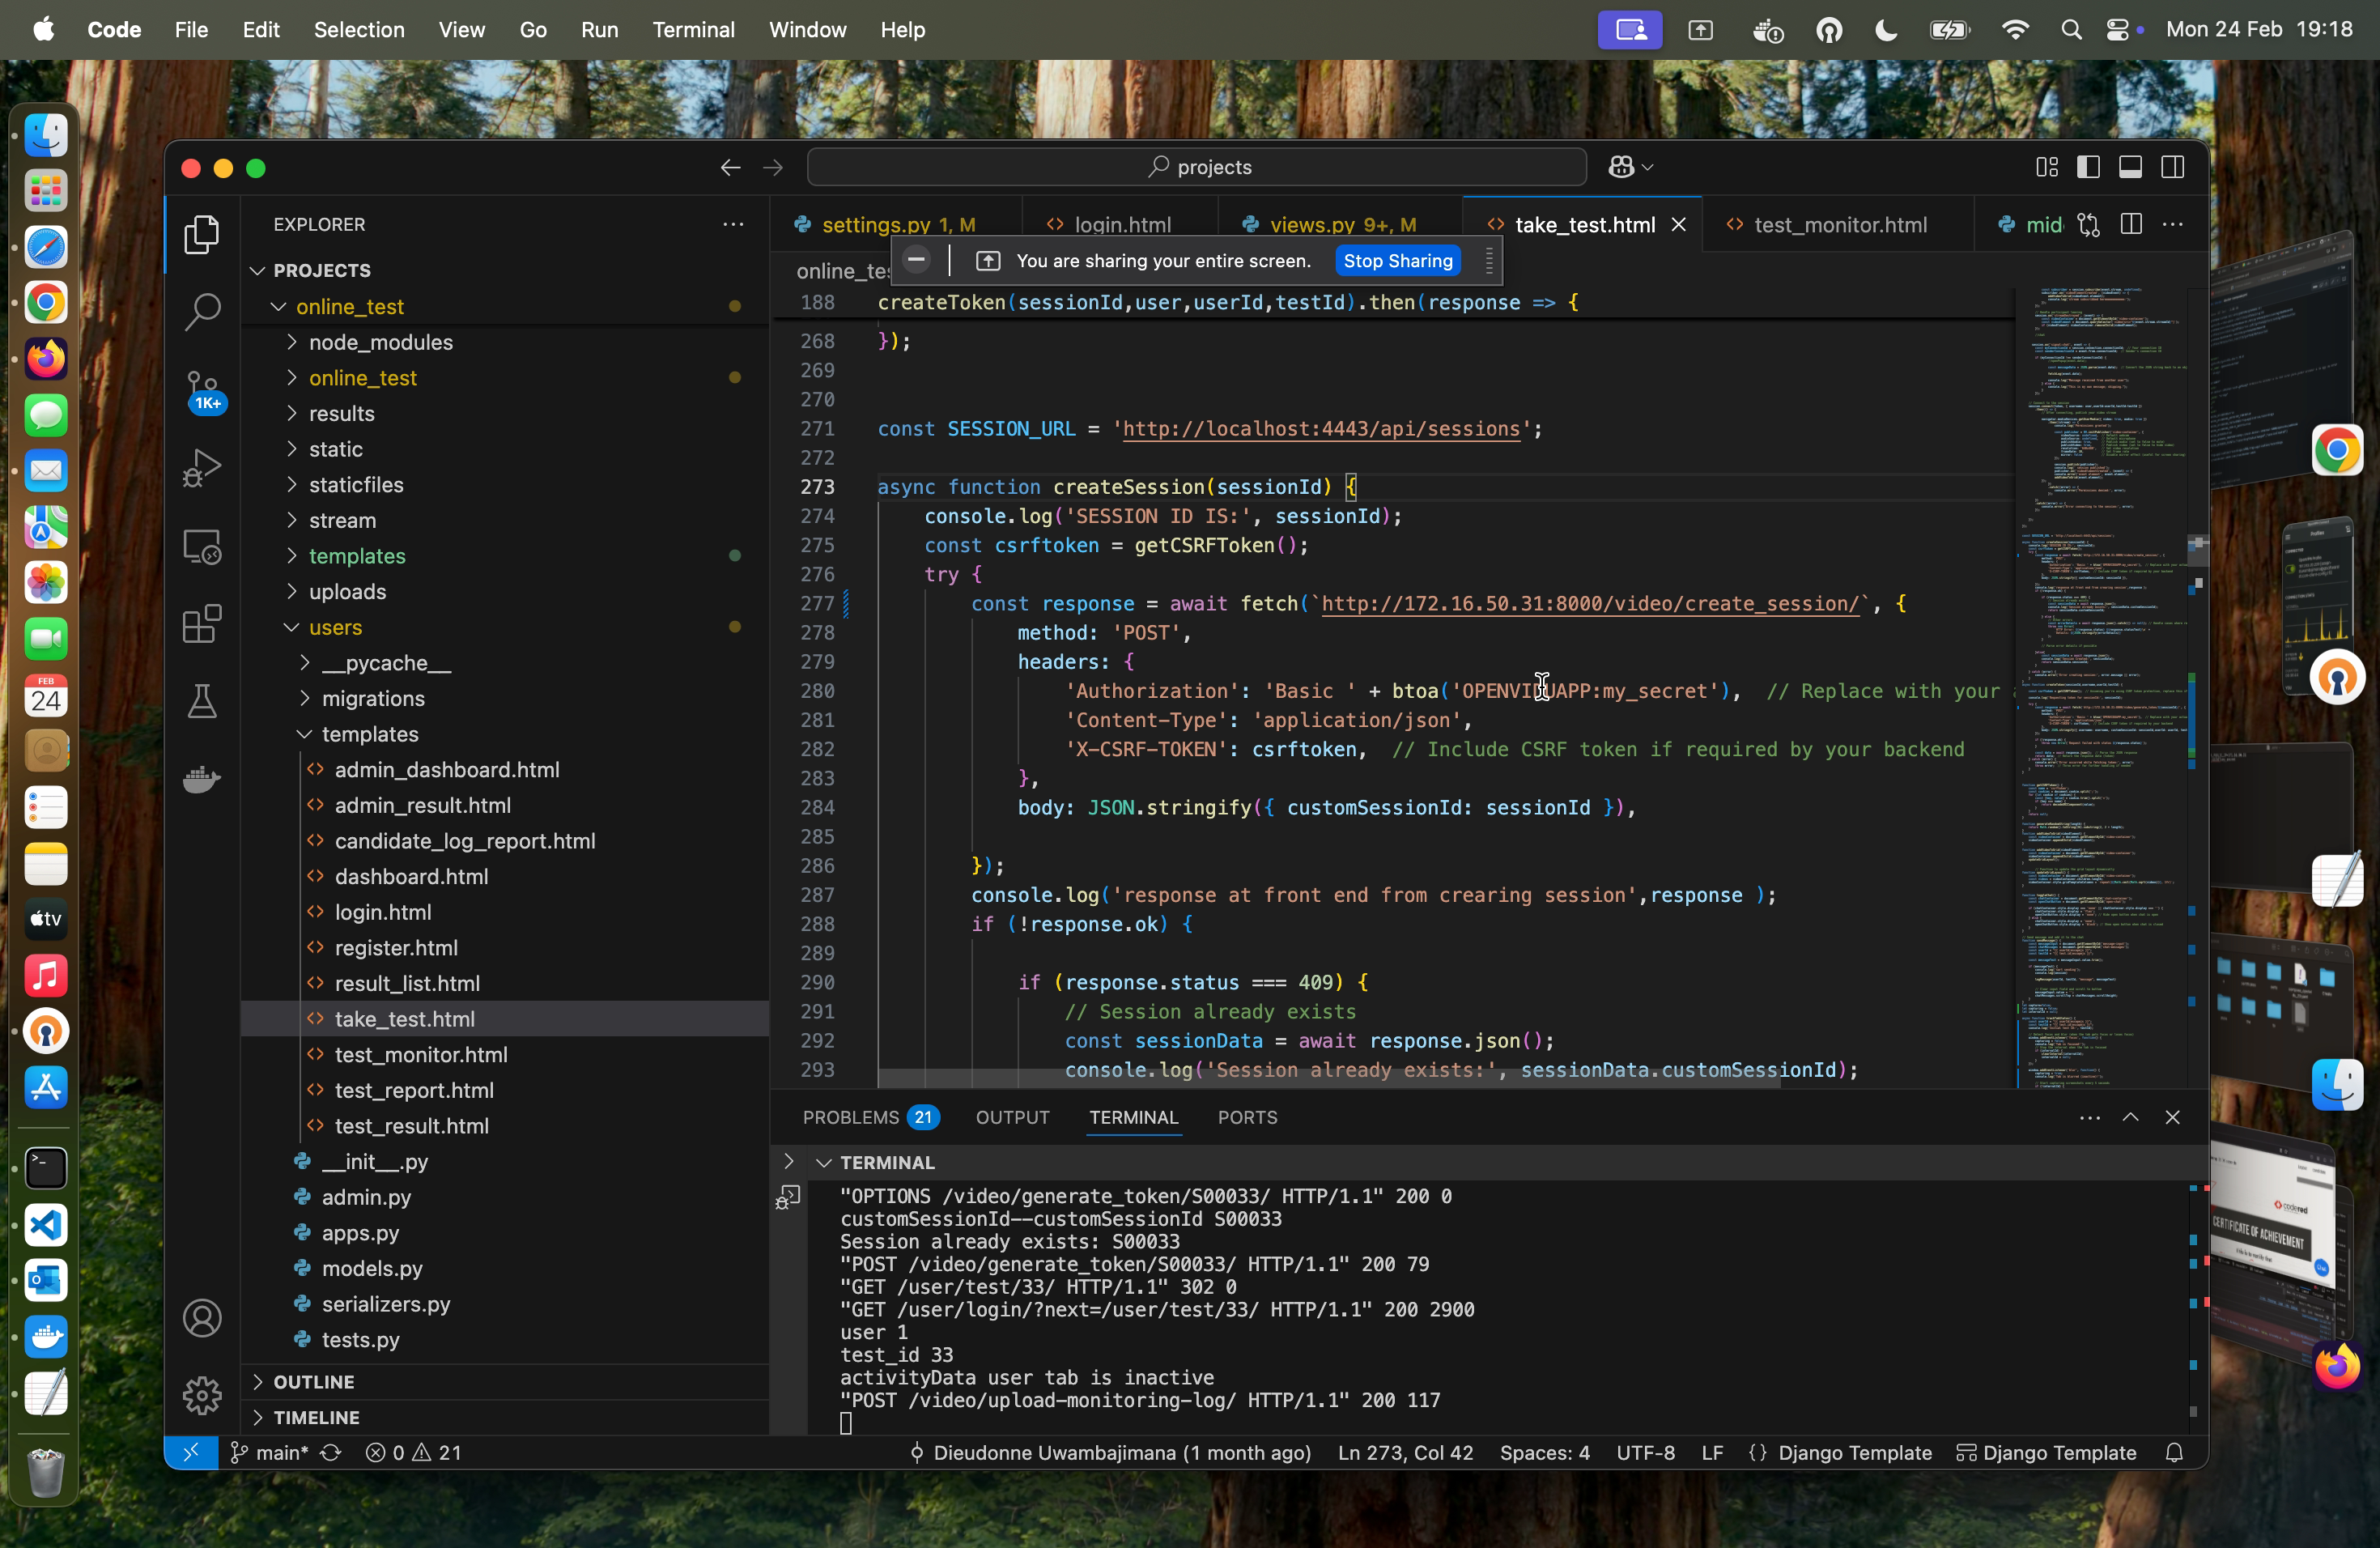 Code File Edit Selection View Go Run Terminal Window Help
Mon 24 Feb 19:18
projects
EXPLORER
PROJECTS
online_test
node_modules
online_test
results
static
staticfiles
stream
templates
uploads
users
__pycache__
migrations
templates
admin_dashboard.html
admin_result.html
candidate_log_report.html
dashboard.html
login.html
register.html
result_list.html
take_test.html
test_monitor.html
test_report.html
test_result.html
__init__.py
admin.py
apps.py
models.py
serializers.py
tests.py
OUTLINE
TIMELINE
1K+
FEB
24
tv
settings.py 1, M
login.html
views.py 9+, M
take_test.html
test_monitor.html
mid
You are sharing your entire screen. Stop Sharing
188 createToken(sessionId,user,userId,testId).then(response => {
268 });
269
270
271 const SESSION_URL = 'http://localhost:4443/api/sessions';
272
273 async function createSession(sessionId) {
274 console.log('SESSION ID IS:', sessionId);
275 const csrftoken = getCSRFToken();
276 try {
277 const response = await fetch(`http://172.16.50.31:8000/video/create_session/`, {
278 method: 'POST',
279 headers: {
280 'Authorization': 'Basic ' + btoa('OPENVIDUAPP:my_secret'), // Replace with your
281 'Content-Type': 'application/json',
282 'X-CSRF-TOKEN': csrftoken, // Include CSRF token if required by your backend
283 },
284 body: JSON.stringify({ customSessionId: sessionId }),
285
286 });
287 console.log('response at front end from crearing session',response );
288 if (!response.ok) {
289
290 if (response.status === 409) {
291 // Session already exists
292 const sessionData = await response.json();
293 console.log('Session already exists:', sessionData.customSessionId);
PROBLEMS 21 OUTPUT TERMINAL PORTS
TERMINAL
"OPTIONS /video/generate_token/S00033/ HTTP/1.1" 200 0
customSessionId--customSessionId S00033
Session already exists: S00033
"POST /video/generate_token/S00033/ HTTP/1.1" 200 79
"GET /user/test/33/ HTTP/1.1" 302 0
"GET /user/login/?next=/user/test/33/ HTTP/1.1" 200 2900
user 1
test_id 33
activityData user tab is inactive
"POST /video/upload-monitoring-log/ HTTP/1.1" 200 117
main* 0 21 Dieudonne Uwambajimana (1 month ago) Ln 273, Col 42 Spaces: 4 UTF-8 LF {} Django Template Django Template
codered
CERTIFICATE OF ACHIEVEMENT